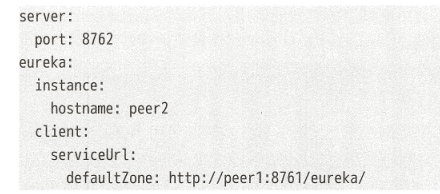 server:
  port: 8762
eureka:
  instance:
    hostname: peer2
  client:
    serviceUrl:
      defaultZone: http://peer1:8761/eureka/